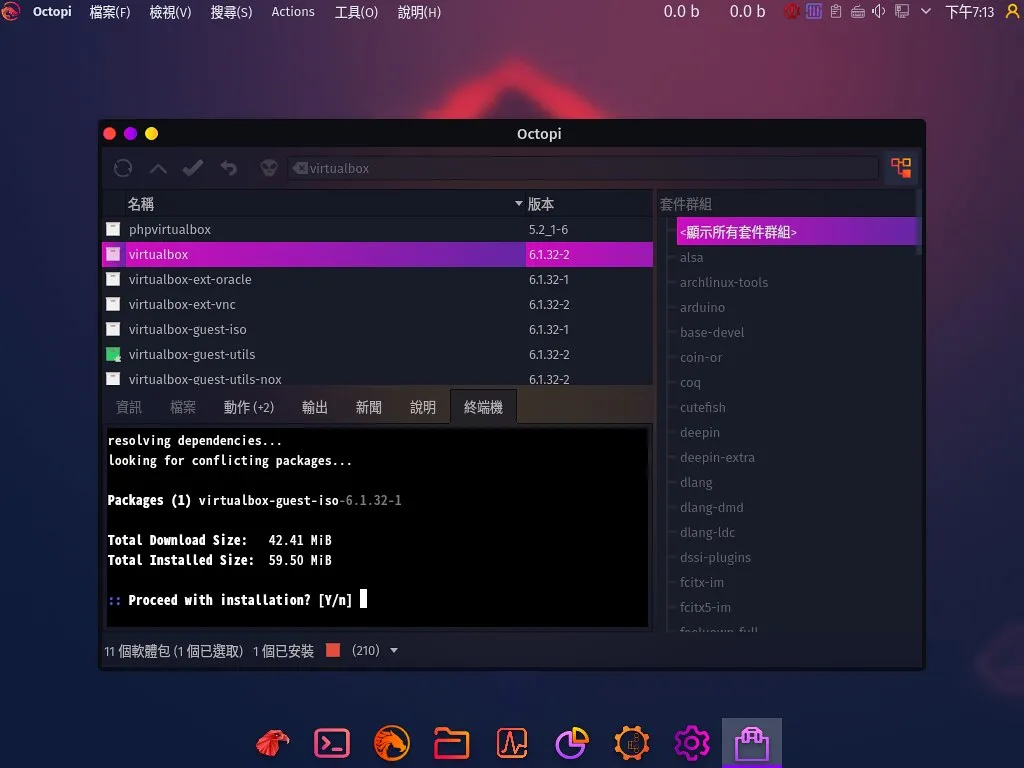 Octopi 檔案(F) 檢視(V) 搜尋(S) Actions 工具(O) 說明(H) 0.0 b 0.0 b 下午7:13
Octopi
virtualbox
名稱 版本
phpvirtualbox 5.2_1-6
virtualbox 6.1.32-2
virtualbox-ext-oracle 6.1.32-1
virtualbox-ext-vnc 6.1.32-2
virtualbox-guest-iso 6.1.32-1
virtualbox-guest-utils 6.1.32-2
virtualbox-guest-utils-nox 6.1.32-2
資訊 檔案 動作 (+2) 輸出 新聞 說明 終端機
resolving dependencies...
looking for conflicting packages...
Packages (1) virtualbox-guest-iso-6.1.32-1
Total Download Size: 42.41 MiB
Total Installed Size: 59.50 MiB
:: Proceed with installation? [Y/n]
套件群組
<顯示所有套件群組>
alsa
archlinux-tools
arduino
base-devel
coin-or
coq
cutefish
deepin
deepin-extra
dlang
dlang-dmd
dlang-ldc
dssi-plugins
fcitx-im
fcitx5-im
11 個軟體包 (1 個已選取) 1 個已安裝 (210)